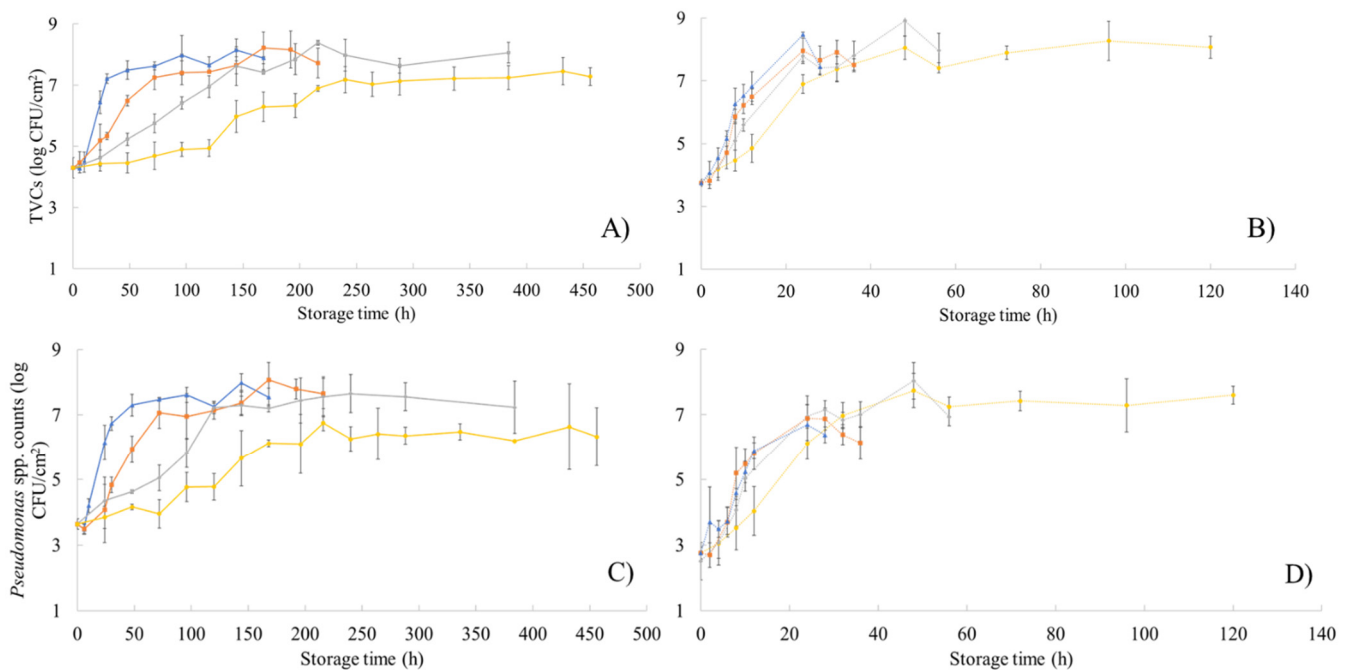 TVCs (log CFU/cm²)
9
7
5
3
1
0 50 100 150 200 250 300 350 400 450 500
Storage time (h)
A)
9
7
5
3
1
0 20 40 60 80 100 120 140
Storage time (h)
B)
Pseudomonas spp. counts (log
CFU/cm²)
9
7
5
3
1
0 50 100 150 200 250 300 350 400 450 500
Storage time (h)
C)
9
7
5
3
1
0 20 40 60 80 100 120 140
Storage time (h)
D)